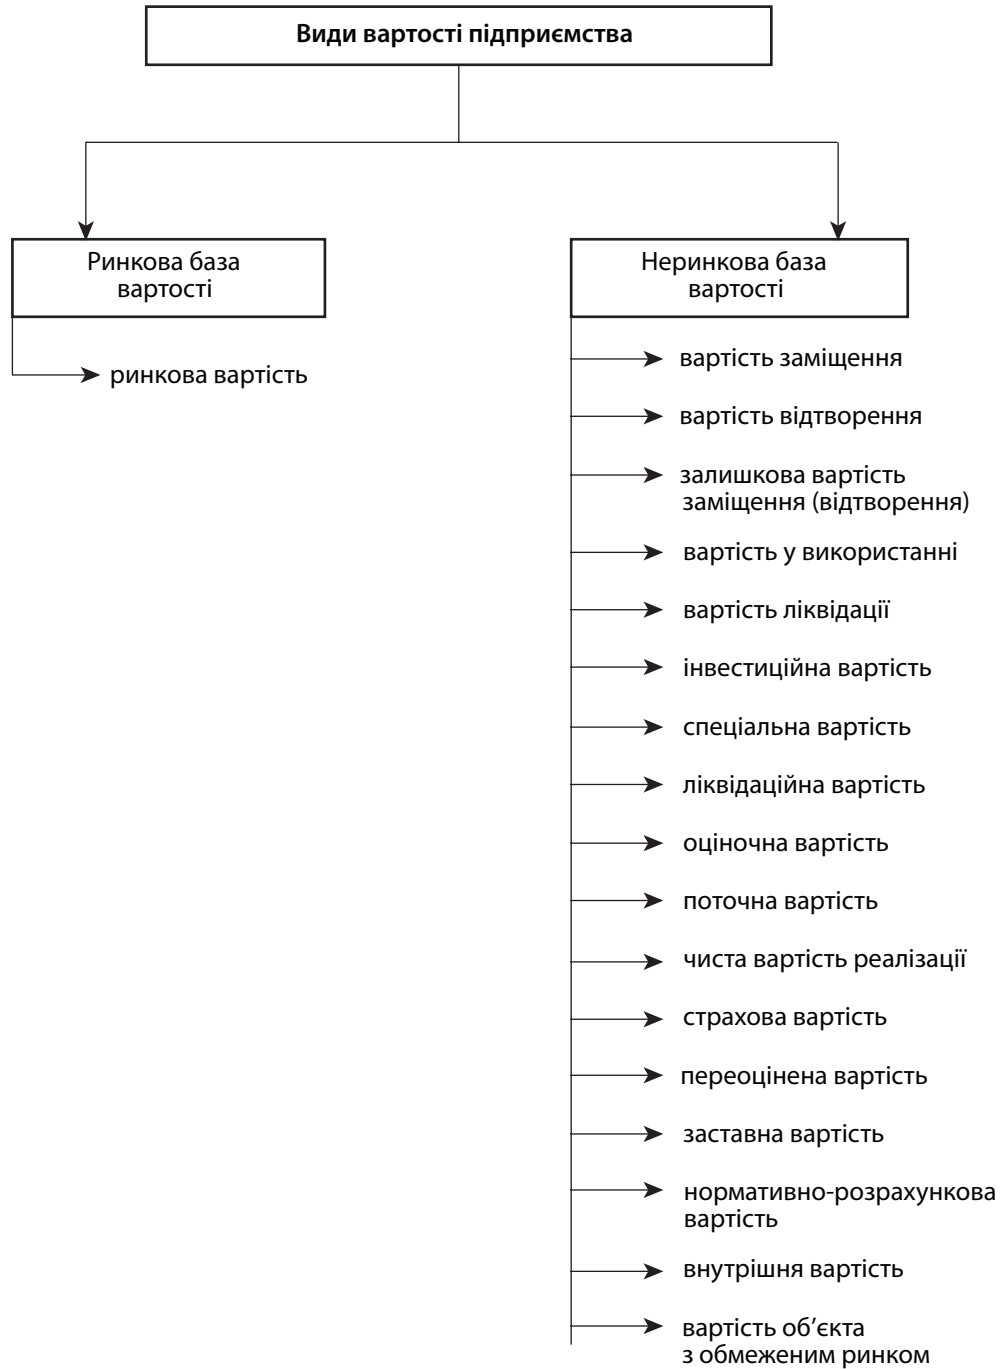 Види вартості підприємства
Ринкова база
вартості
ринкова вартість
Неринкова база
вартості
вартість заміщення
вартість відтворення
залишкова вартість
заміщення (відтворення)
вартість у використанні
вартість ліквідації
інвестиційна вартість
спеціальна вартість
ліквідаційна вартість
оціночна вартість
поточна вартість
чиста вартість реалізації
страхова вартість
переоцінена вартість
заставна вартість
нормативно-розрахункова
вартість
внутрішня вартість
вартість об’єкта
з обмеженим ринком